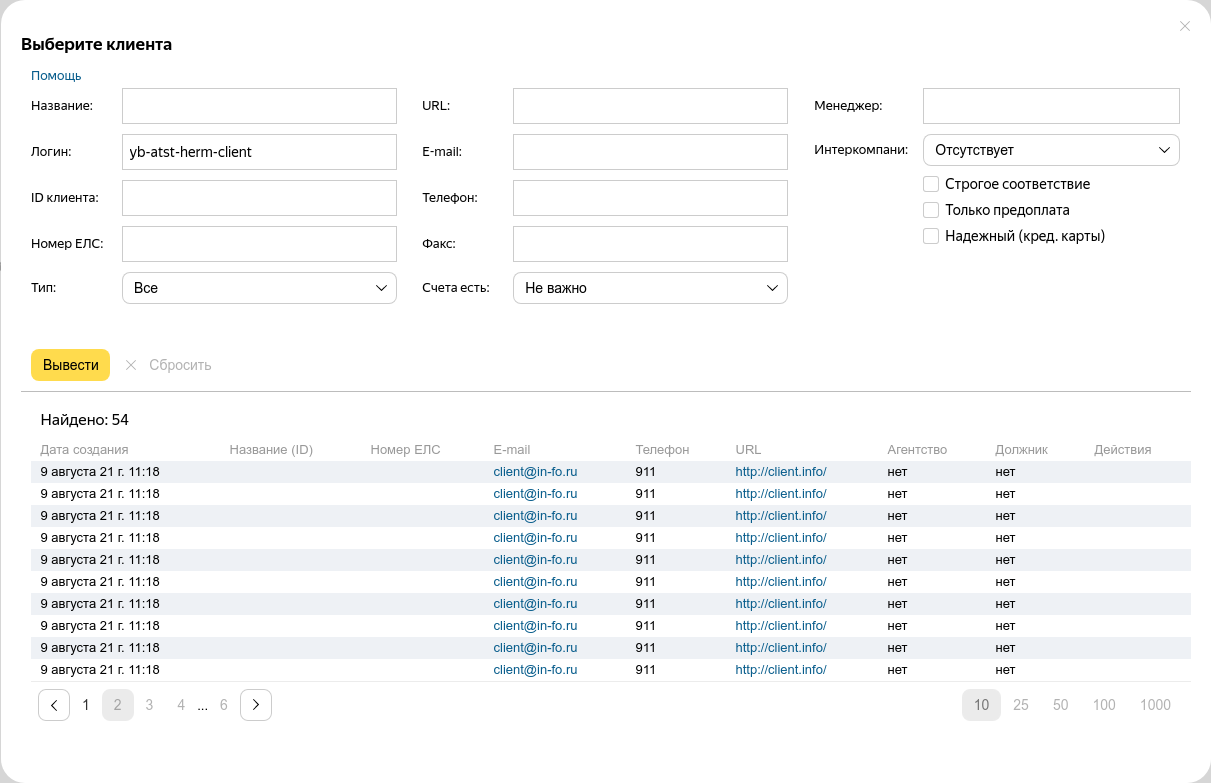 Выберите клиента
Помощь
Название: URL: Менеджер:
Логин: yb-atst-herm-client E-mail: Интеркомпани: Отсутствует
Строгое соответствие
ID клиента: Телефон: Только предоплата
Номер ЕЛС: Факс: Надежный (кред. карты)
Тип: Все Счета есть: Не важно
Вывести Сбросить
Найдено: 54
Дата создания Название (ID) Номер ЕЛС E-mail Телефон URL Агентство Должник Действия
9 августа 21 г. 11:18 client@in-fo.ru 911 http://client.info/ нет нет
9 августа 21 г. 11:18 client@in-fo.ru 911 http://client.info/ нет нет
9 августа 21 г. 11:18 client@in-fo.ru 911 http://client.info/ нет нет
9 августа 21 г. 11:18 client@in-fo.ru 911 http://client.info/ нет нет
9 августа 21 г. 11:18 client@in-fo.ru 911 http://client.info/ нет нет
9 августа 21 г. 11:18 client@in-fo.ru 911 http://client.info/ нет нет
9 августа 21 г. 11:18 client@in-fo.ru 911 http://client.info/ нет нет
9 августа 21 г. 11:18 client@in-fo.ru 911 http://client.info/ нет нет
9 августа 21 г. 11:18 client@in-fo.ru 911 http://client.info/ нет нет
9 августа 21 г. 11:18 client@in-fo.ru 911 http://client.info/ нет нет
1 2 3 4 ... 6 10 25 50 100 1000